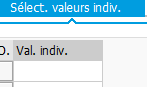 Sélect. valeurs indiv.
O. Val. indiv.